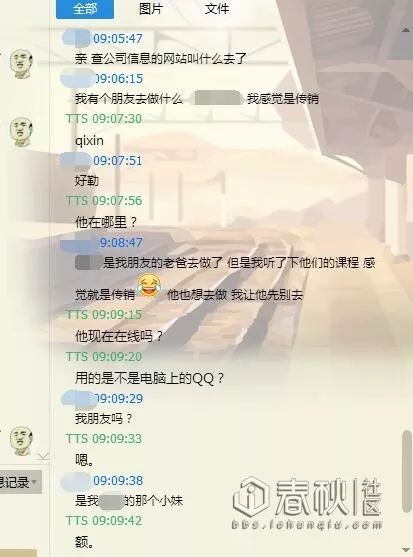 全部 图片 文件
09:05:47
亲 查公司信息的网站叫什么去了
09:06:15
我有个朋友去做什么 我感觉是传销
TTS 09:07:30
qixin
09:07:51
好勒
TTS 09:07:56
他在哪里？
09:08:47
是我朋友的老爸去做了 但是我听了下他们的课程 感
觉就是传销 他也想去做 我让他先别去
TTS 09:09:15
他现在在线吗？
TTS 09:09:20
用的是不是电脑上的QQ？
09:09:29
我朋友吗？
TTS 09:09:33
嗯。
09:09:38
是我 的那个小妹
TTS 09:09:42
额。
息记录
春秋社区
bbs.ichunqiu.com